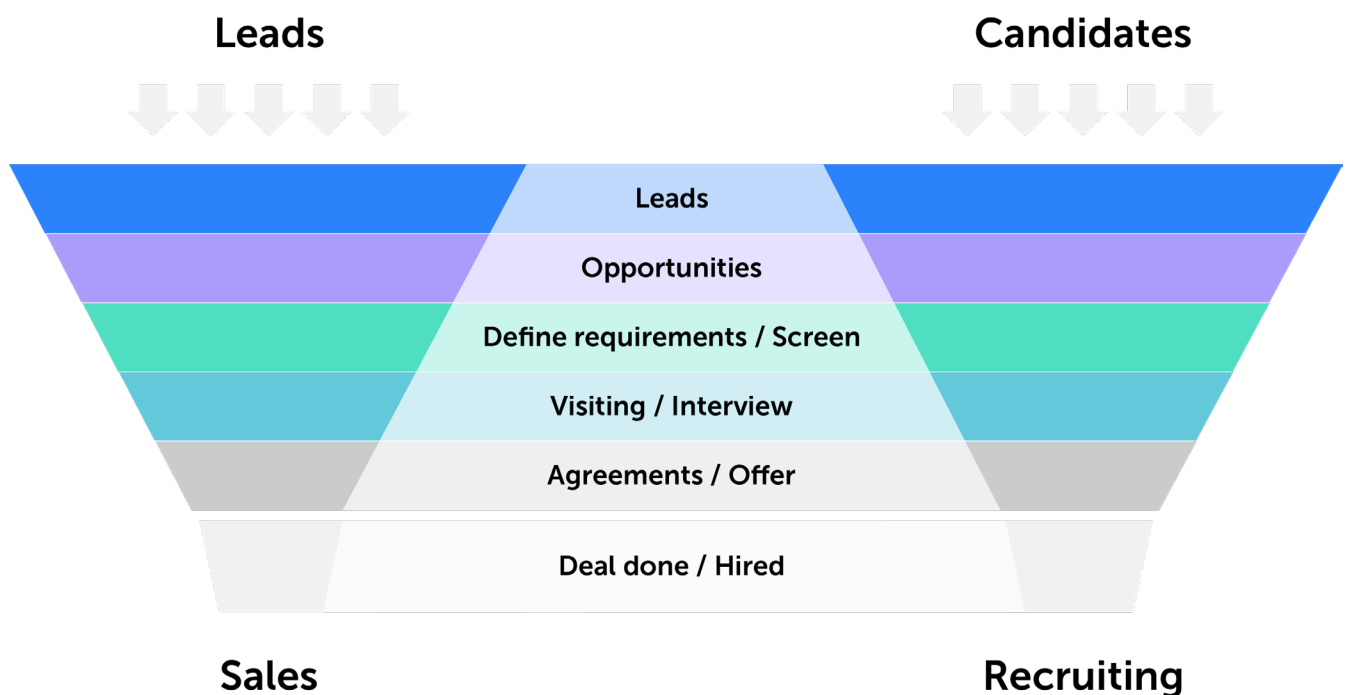 Leads
Candidates
Leads
Opportunities
Define requirements / Screen
Visiting / Interview
Agreements / Offer
Deal done / Hired
Sales
Recruiting